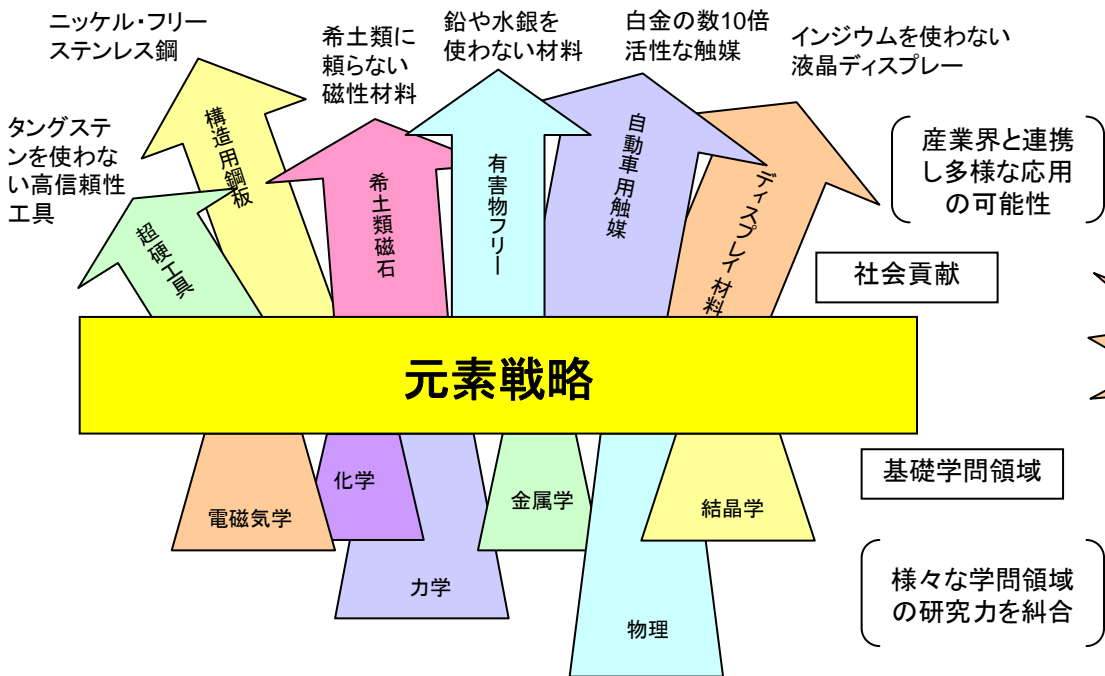 ニッケル・フリー
ステンレス鋼
希土類に
頼らない
磁性材料
鉛や水銀を
使わない材料
白金の数10倍
活性な触媒
インジウムを使わない
液晶ディスプレー
タングステ
ンを使わな
い高信頼性
工具
産業界と連携
し多様な応用
の可能性
超硬工具
構造用鋼板
希土類磁石
有害物フリー
自動車用触媒
ディスプレイ材料
社会貢献
元素戦略
基礎学問領域
電磁気学
化学
力学
金属学
物理
結晶学
様々な学問領域
の研究力を糾合